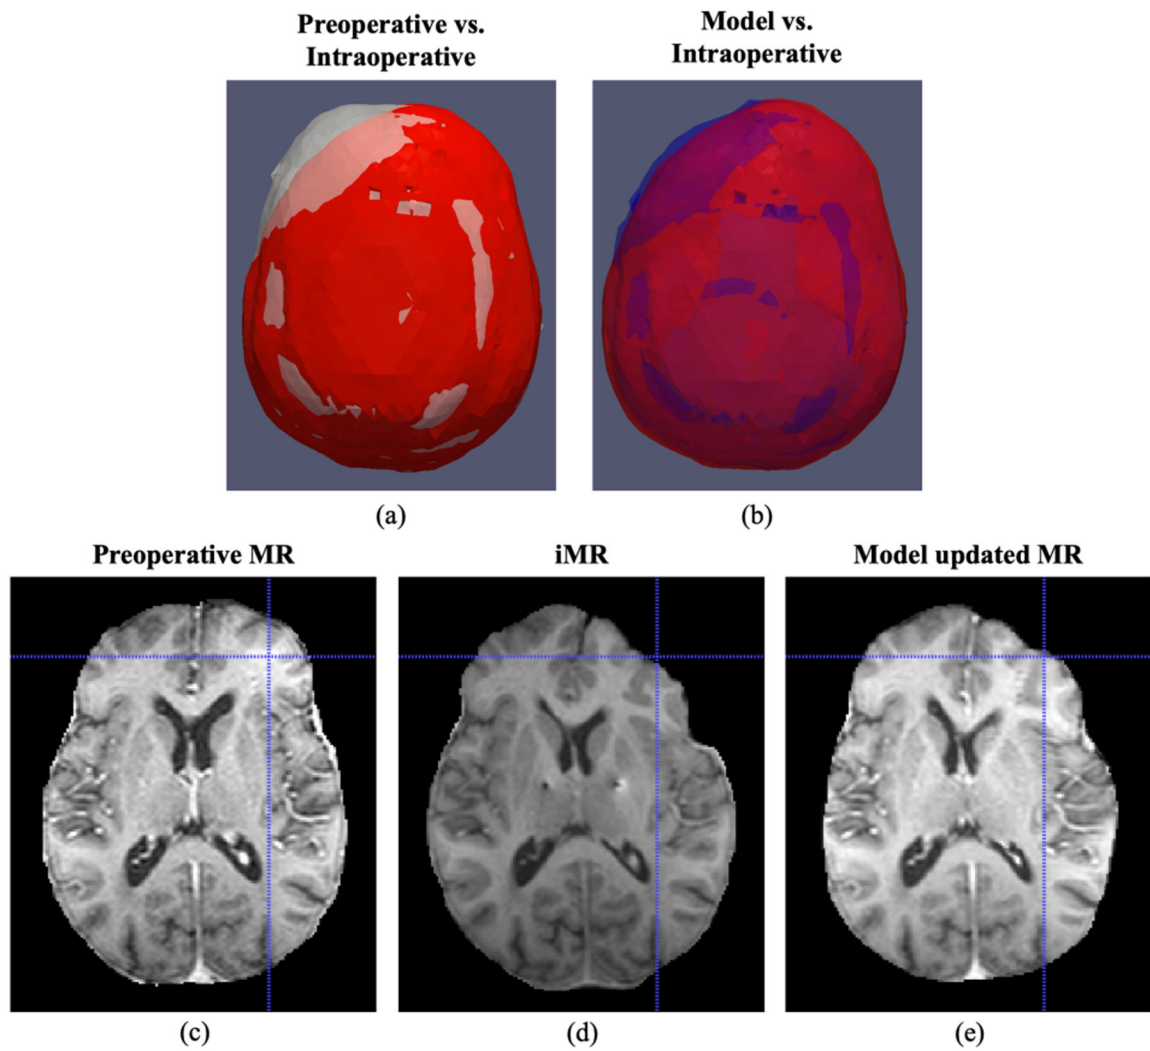 Preoperative vs.
Intraoperative
Model vs.
Intraoperative
(a)
(b)
Preoperative MR
iMR
Model updated MR
(c)
(d)
(e)